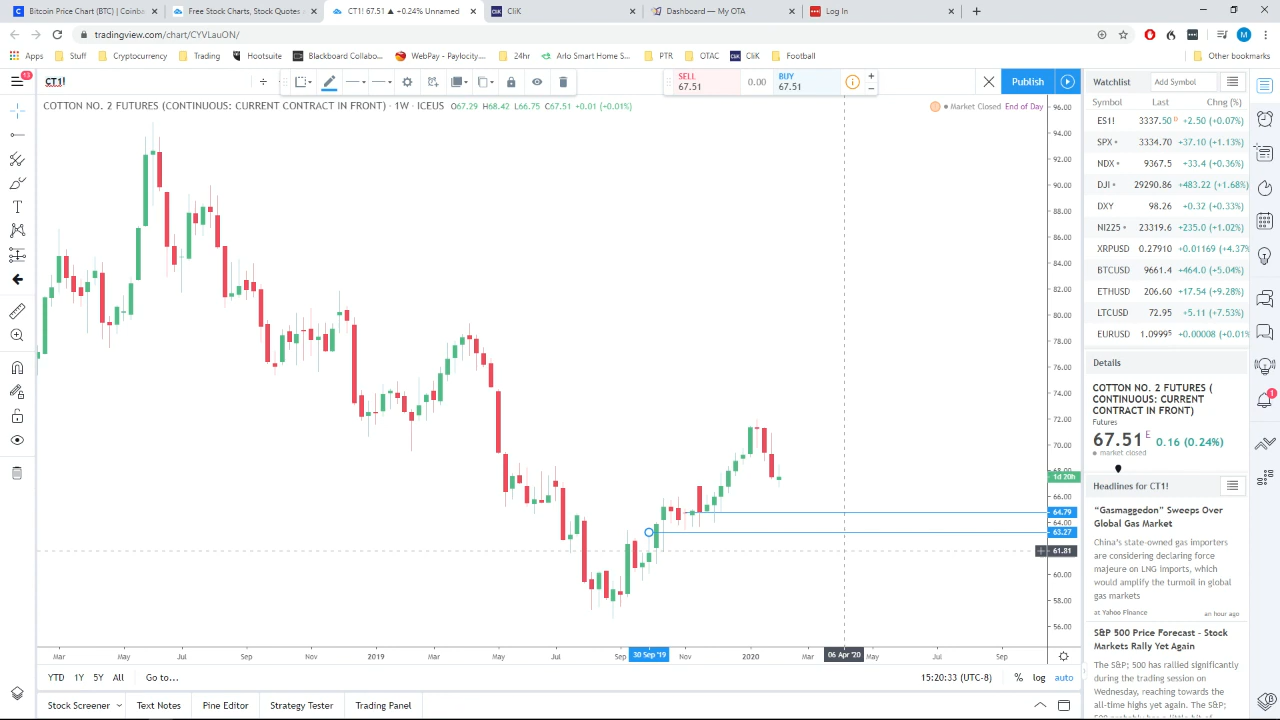 Bitcoin Price Chart (BTC) | Coinba
Free Stock Charts, Stock Quotes
CT1! 67.51 ▲ +0.24% Unnamed
CliK
Dashboard — My OTA
Log In
tradingview.com/chart/CYVLauON/
Apps
Stuff
Cryptocurrency
Trading
Hootsuite
Blackboard Collabo...
WebPay - Paylocity...
24hr
Arlo Smart Home S...
PTR
OTAC
CliK
Football
Other bookmarks
CT1!
SELL
67.51
0.00
BUY
67.51
Publish
Watchlist
Add Symbol
COTTON NO. 2 FUTURES (CONTINUOUS: CURRENT CONTRACT IN FRONT) · 1W · ICEUS O67.29 H68.42 L66.75 C67.51 +0.01 (+0.01%)
Market Closed End of Day
Symbol Last Chng (%)
ES1! 3337.50 D +2.50 (+0.07%)
SPX 3334.70 +37.10 (+1.13%)
NDX 9367.5 +33.4 (+0.36%)
DJI 29290.86 +483.22 (+1.68%)
DXY 98.26 +0.32 (+0.33%)
NI225 23319.6 +235.0 (+1.02%)
XRPUSD 0.27910 +0.01169 (+4.37%
BTCUSD 9661.4 +464.0 (+5.04%)
ETHUSD 206.60 +17.54 (+9.28%)
LTCUSD 72.95 +5.11 (+7.53%)
EURUSD 1.09995 +0.00008 (+0.01%
96.00
94.00
92.00
90.00
88.00
86.00
84.00
82.00
80.00
78.00
76.00
74.00
72.00
70.00
68.00
1d 20h
66.00
64.79
64.00
63.27
61.81
60.00
58.00
56.00
Details
COTTON NO. 2 FUTURES (
CONTINUOUS: CURRENT
CONTRACT IN FRONT)
Futures
67.51 E 0.16 (0.24%)
market closed
Headlines for CT1!
“Gasmaggedon” Sweeps Over
Global Gas Market
China's state-owned gas importers
are considering declaring force
majeure on LNG imports, which
would amplify the turmoil in global
gas markets
at Yahoo Finance
an hour ago
S&P 500 Price Forecast - Stock
Markets Rally Yet Again
The S&P; 500 has rallied significantly
during the trading session on
Wednesday, reaching towards the
all-time highs yet again. The S&P;
Mar May Jul Sep Nov 2019 Mar May Jul Sep 30 Sep '19 Nov 2020 Mar 06 Apr '20 May Jul Sep
YTD 1Y 5Y All Go to...
15:20:33 (UTC-8) % log auto
Stock Screener
Text Notes
Pine Editor
Strategy Tester
Trading Panel